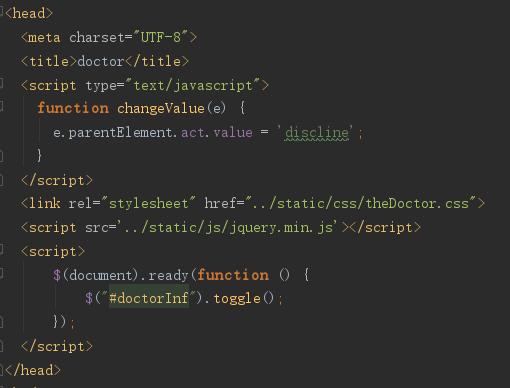 <head>
<meta charset="UTF-8">
<title>doctor</title>
<script type="text/javascript">
function changeValue(e) {
e.parentElement.act.value = 'discline';
}
</script>
<link rel="stylesheet" href="../static/css/theDoctor.css">
<script src='../static/js/jquery.min.js'></script>
<script>
$(document).ready(function () {
$("#doctorInf").toggle();
});
</script>
</head>